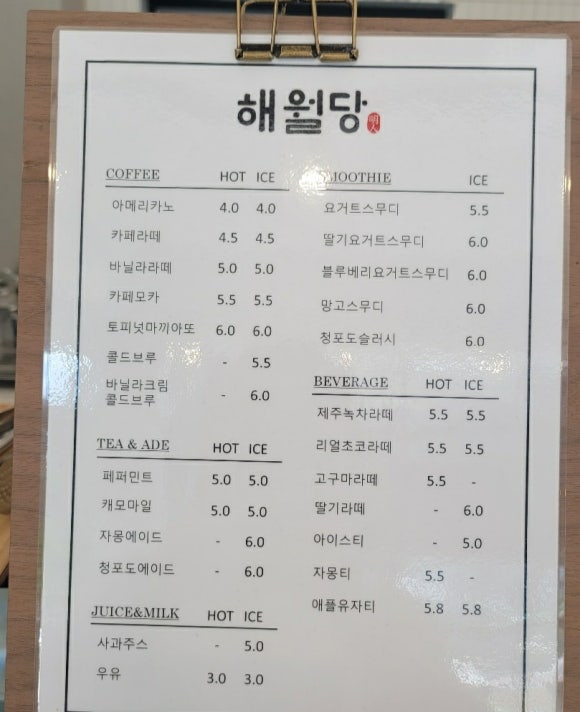 해월당
COFFEE HOT ICE
아메리카노 4.0 4.0
카페라떼 4.5 4.5
바닐라라떼 5.0 5.0
카페모카 5.5 5.5
토피넛마끼아또 6.0 6.0
콜드브루 - 5.5
바닐라크림
콜드브루 - 6.0
TEA & ADE HOT ICE
페퍼민트 5.0 5.0
캐모마일 5.0 5.0
자몽에이드 - 6.0
청포도에이드 - 6.0
JUICE&MILK HOT ICE
사과주스 - 5.0
우유 3.0 3.0
SMOOTHIE ICE
요거트스무디 5.5
딸기요거트스무디 6.0
블루베리요거트스무디 6.0
망고스무디 6.0
청포도슬러시 6.0
BEVERAGE HOT ICE
제주녹차라떼 5.5 5.5
리얼초코라떼 5.5 5.5
고구마라떼 5.5 -
딸기라떼 - 6.0
아이스티 - 5.0
자몽티 5.5 -
애플유자티 5.8 5.8